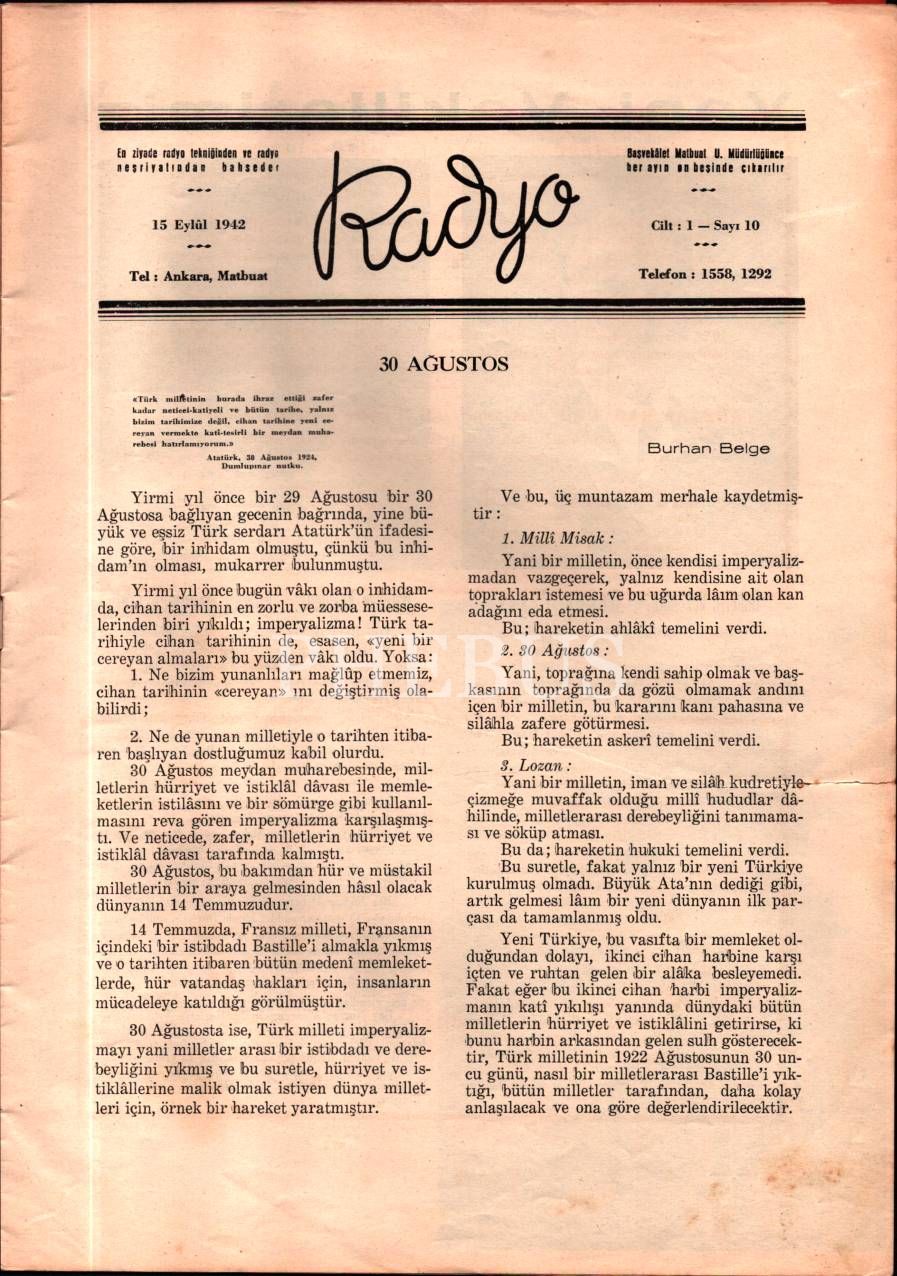 En ziyade radyo tekniğinden ve radyo
neşriyatından bahseder
15 Eylûl 1942
Tel : Ankara, Matbuat
Radyo
Başvekâlet Matbuat U. Müdürlüğünce
her ayın on beşinde çıkarılır
Cilt : 1 — Sayı 10
Telefon : 1558, 1292
30 AĞUSTOS
«Türk milletinin burada ihraz ettiği zafer
kadar neticei-katiyeli ve bütün tarihe, yalnız
bizim tarihimize değil, cihan tarihine yeni ce-
reyan vermekte kati-tesirli bir meydan muha-
rebesi hatırlamıyorum.»
Atatürk, 30 Ağustos 1924,
Dumlupınar nutku.
Burhan Belge
Yirmi yıl önce bir 29 Ağustosu bir 30
Ağustosa bağlıyan gecenin bağrında, yine bü-
yük ve eşsiz Türk serdarı Atatürk'ün ifadesi-
ne göre, bir inhidam olmuştu, çünkü bu inhi-
dam'ın olması, mukarrer bulunmuştu.
Yirmi yıl önce bugün vâkı olan o inhidam-
da, cihan tarihinin en zorlu ve zorba müessese-
lerinden biri yıkıldı; imperyalizma! Türk ta-
rihiyle cihan tarihinin de, esasen, «yeni bir
cereyan almaları» bu yüzden vâkı oldu. Yoksa:
1. Ne bizim yunanlıları mağlûp etmemiz,
cihan tarihinin «cereyan» ını değiştirmiş ola-
bilirdi;
2. Ne de yunan milletiyle o tarihten itiba-
ren başlıyan dostluğumuz kabil olurdu.
30 Ağustos meydan muharebesinde, mil-
letlerin hürriyet ve istiklâl dâvası ile memle-
ketlerin istilâsını ve bir sömürge gibi kullanıl-
masını reva gören imperyalizma karşılaşmış-
tı. Ve neticede, zafer, milletlerin hürriyet ve
istiklâl dâvası tarafında kalmıştı.
30 Ağustos, bu bakımdan hür ve müstakil
milletlerin bir araya gelmesinden hâsıl olacak
dünyanın 14 Temmuzudur.
14 Temmuzda, Fransız milleti, Fransanın
içindeki bir istibdadı Bastille'i almakla yıkmış
ve o tarihten itibaren bütün medenî memleket-
lerde, hür vatandaş hakları için, insanların
mücadeleye katıldığı görülmüştür.
30 Ağustosta ise, Türk milleti imperyaliz-
mayı yani milletler arası bir istibdadı ve dere-
beyliğini yıkmış ve bu suretle, hürriyet ve is-
tiklâllerine malik olmak istiyen dünya millet-
leri için, örnek bir hareket yaratmıştır.
Ve bu, üç muntazam merhale kaydetmiş-
tir :
1. Millî Misak :
Yani bir milletin, önce kendisi imperyaliz-
madan vazgeçerek, yalnız kendisine ait olan
toprakları istemesi ve bu uğurda lâım olan kan
adağını eda etmesi.
Bu; hareketin ahlâkî temelini verdi.
2. 30 Ağustos :
Yani, toprağına kendi sahip olmak ve baş-
kasının toprağında da gözü olmamak andını
içen bir milletin, bu kararını kanı pahasına ve
silâhla zafere götürmesi.
Bu; hareketin askerî temelini verdi.
3. Lozan :
Yani bir milletin, iman ve silâh kudretiyle
çizmeğe muvaffak olduğu millî hududlar dâ-
hilinde, milletlerarası derebeyliğini tanımama-
sı ve söküp atması.
Bu da; hareketin hukuki temelini verdi.
Bu suretle, fakat yalnız bir yeni Türkiye
kurulmuş olmadı. Büyük Ata'nın dediği gibi,
artık gelmesi lâım bir yeni dünyanın ilk par-
çası da tamamlanmış oldu.
Yeni Türkiye, bu vasıfta bir memleket ol-
duğundan dolayı, ikinci cihan harbine karşı
içten ve ruhtan gelen bir alâka besleyemedi.
Fakat eğer bu ikinci cihan harbi imperyaliz-
manın katî yıkılışı yanında dünydaki bütün
milletlerin hürriyet ve istiklâlini getirirse, ki
bunu harbin arkasından gelen sulh gösterecek-
tir, Türk milletinin 1922 Ağustosunun 30 un-
cu günü, nasıl bir milletlerarası Bastille'i yık-
tığı, bütün milletler tarafından, daha kolay
anlaşılacak ve ona göre değerlendirilecektir.